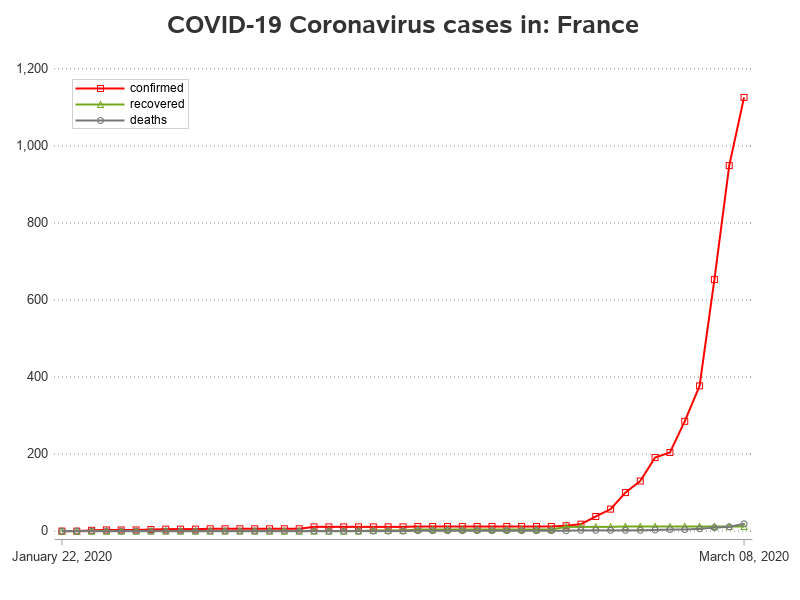 COVID-19 Coronavirus cases in: France
1,200
confirmed
recovered
deaths
1,000
800
600
400
200
0
January 22, 2020 March 08, 2020